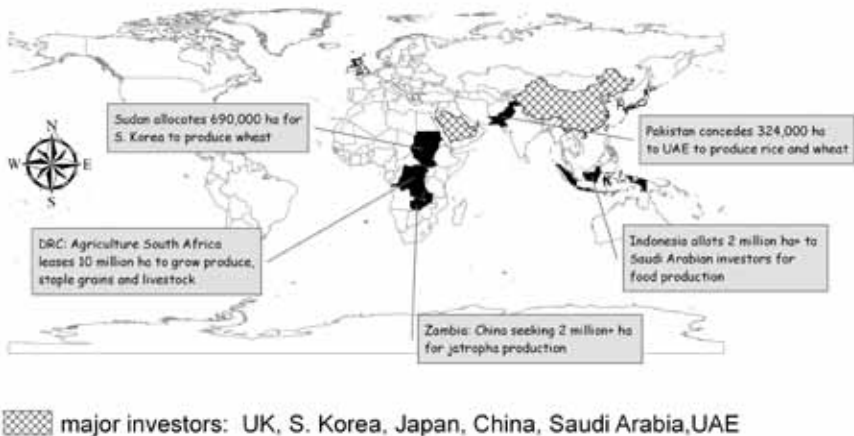 Sudan allocates 690,000 ha for
S. Korea to produce wheat
Pakistan concedes 324,000 ha
to UAE to produce rice and wheat
N
W E
S
DRC: Agriculture South Africa
leases 10 million ha to grow produce,
staple grains and livestock
Indonesia allots 2 million ha+ to
Saudi Arabian investors for
food production
Zambia: China seeking 2 million+ ha
for jatropha production
major investors: UK, S. Korea, Japan, China, Saudi Arabia,UAE